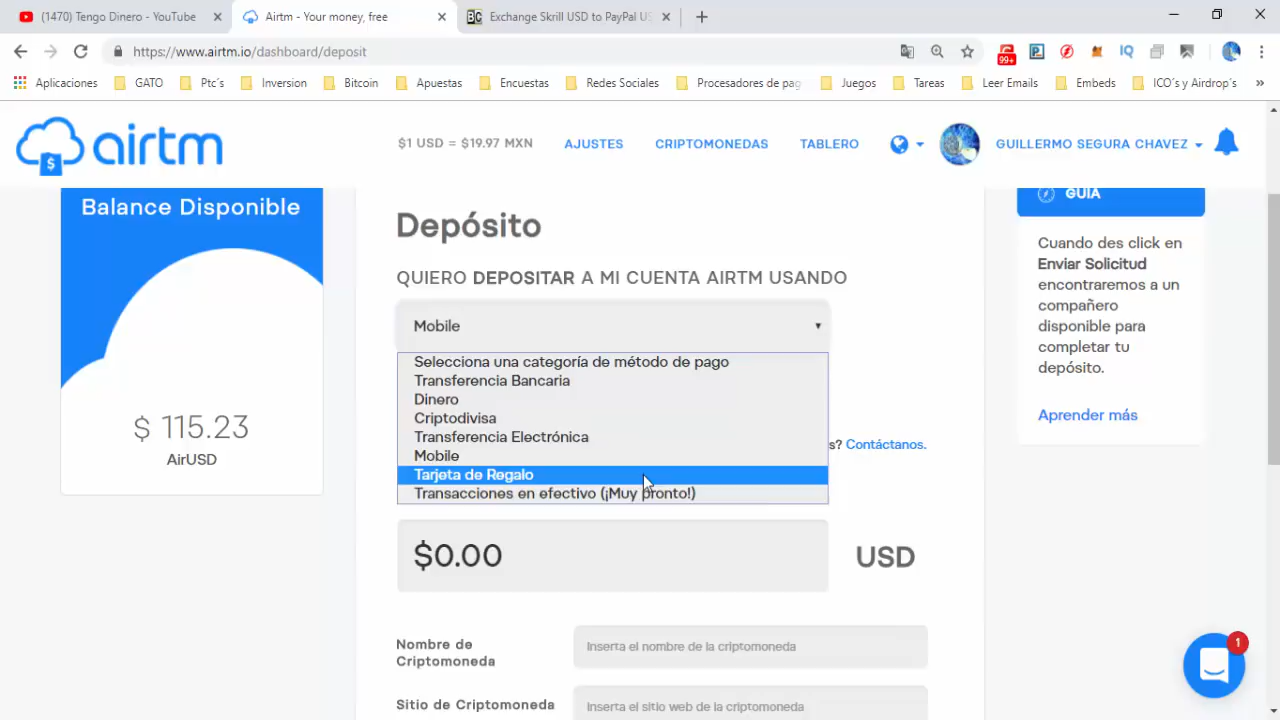 (1470) Tengo Dinero - YouTube
Airtm - Your money, free
BC Exchange Skrill USD to PayPal US
https://www.airtm.io/dashboard/deposit
99+
P
IQ
Aplicaciones GATO Ptc´s Inversion Bitcoin Apuestas Encuestas Redes Sociales Procesadores de pag Juegos Tareas Leer Emails Embeds ICO´s y Airdrop´s »
$ airtm
$1 USD = $19.97 MXN AJUSTES CRIPTOMONEDAS TABLERO GUILLERMO SEGURA CHAVEZ
Balance Disponible
$ 115.23
AirUSD
Depósito
QUIERO DEPOSITAR A MI CUENTA AIRTM USANDO
Mobile
Selecciona una categoría de método de pago
Transferencia Bancaria
Dinero
Criptodivisa
Transferencia Electrónica
Mobile
Tarjeta de Regalo
Transacciones en efectivo (¡Muy pronto!)
s? Contáctanos.
$0.00 USD
Nombre de
Criptomoneda
Inserta el nombre de la criptomoneda
Sitio de Criptomoneda
Inserta el sitio web de la criptomoneda
GUÍA
Cuando des click en
Enviar Solicitud
encontraremos a un
compañero
disponible para
completar tu
depósito.
Aprender más
1